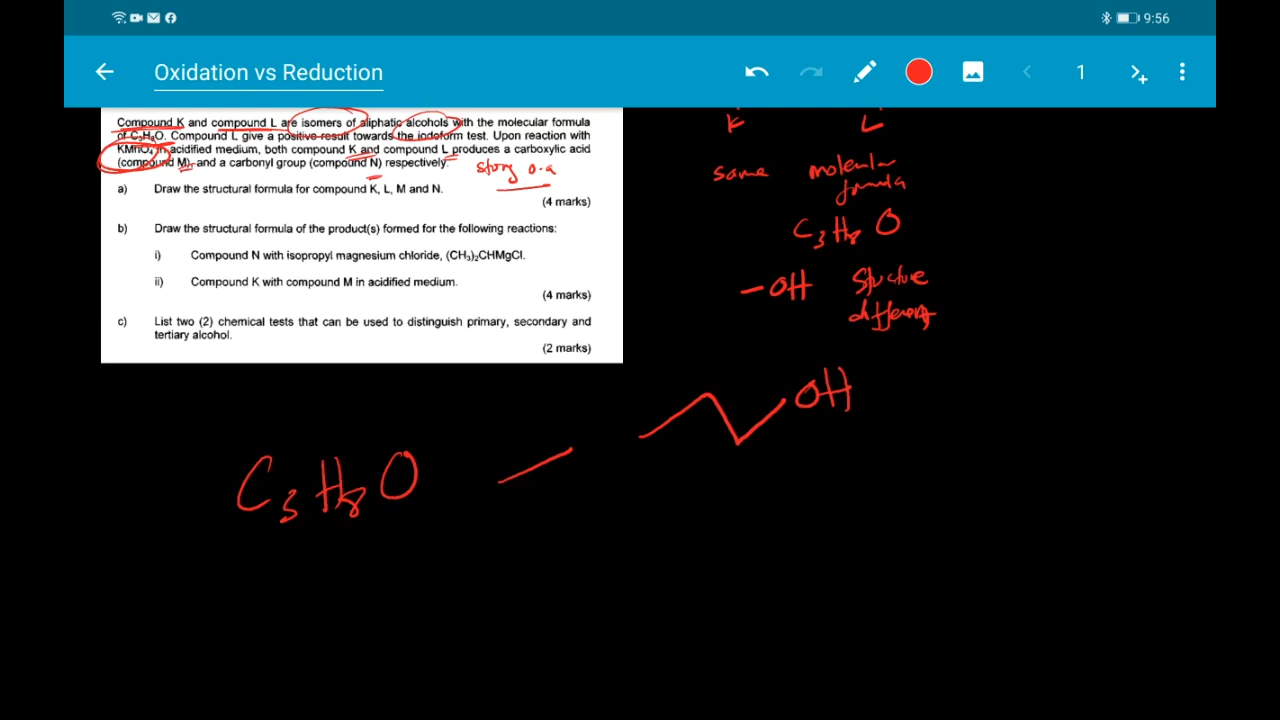 9:56
Oxidation vs Reduction
1
Compound K and compound L are isomers of aliphatic alcohols with the molecular formula
of C₃H₈O. Compound L give a positive result towards the iodoform test. Upon reaction with
KMnO₄ in acidified medium, both compound K and compound L produces a carboxylic acid
(compound M) and a carbonyl group (compound N) respectively.
strong o.a
a) Draw the structural formula for compound K, L, M and N.
(4 marks)
b) Draw the structural formula of the product(s) formed for the following reactions:
i) Compound N with isopropyl magnesium chloride, (CH₃)₂CHMgCl.
ii) Compound K with compound M in acidified medium.
(4 marks)
c) List two (2) chemical tests that can be used to distinguish primary, secondary and
tertiary alcohol.
(2 marks)
K L
same molecular
formula
C₃H₈O
-OH structure
different
OH
C₃H₈O